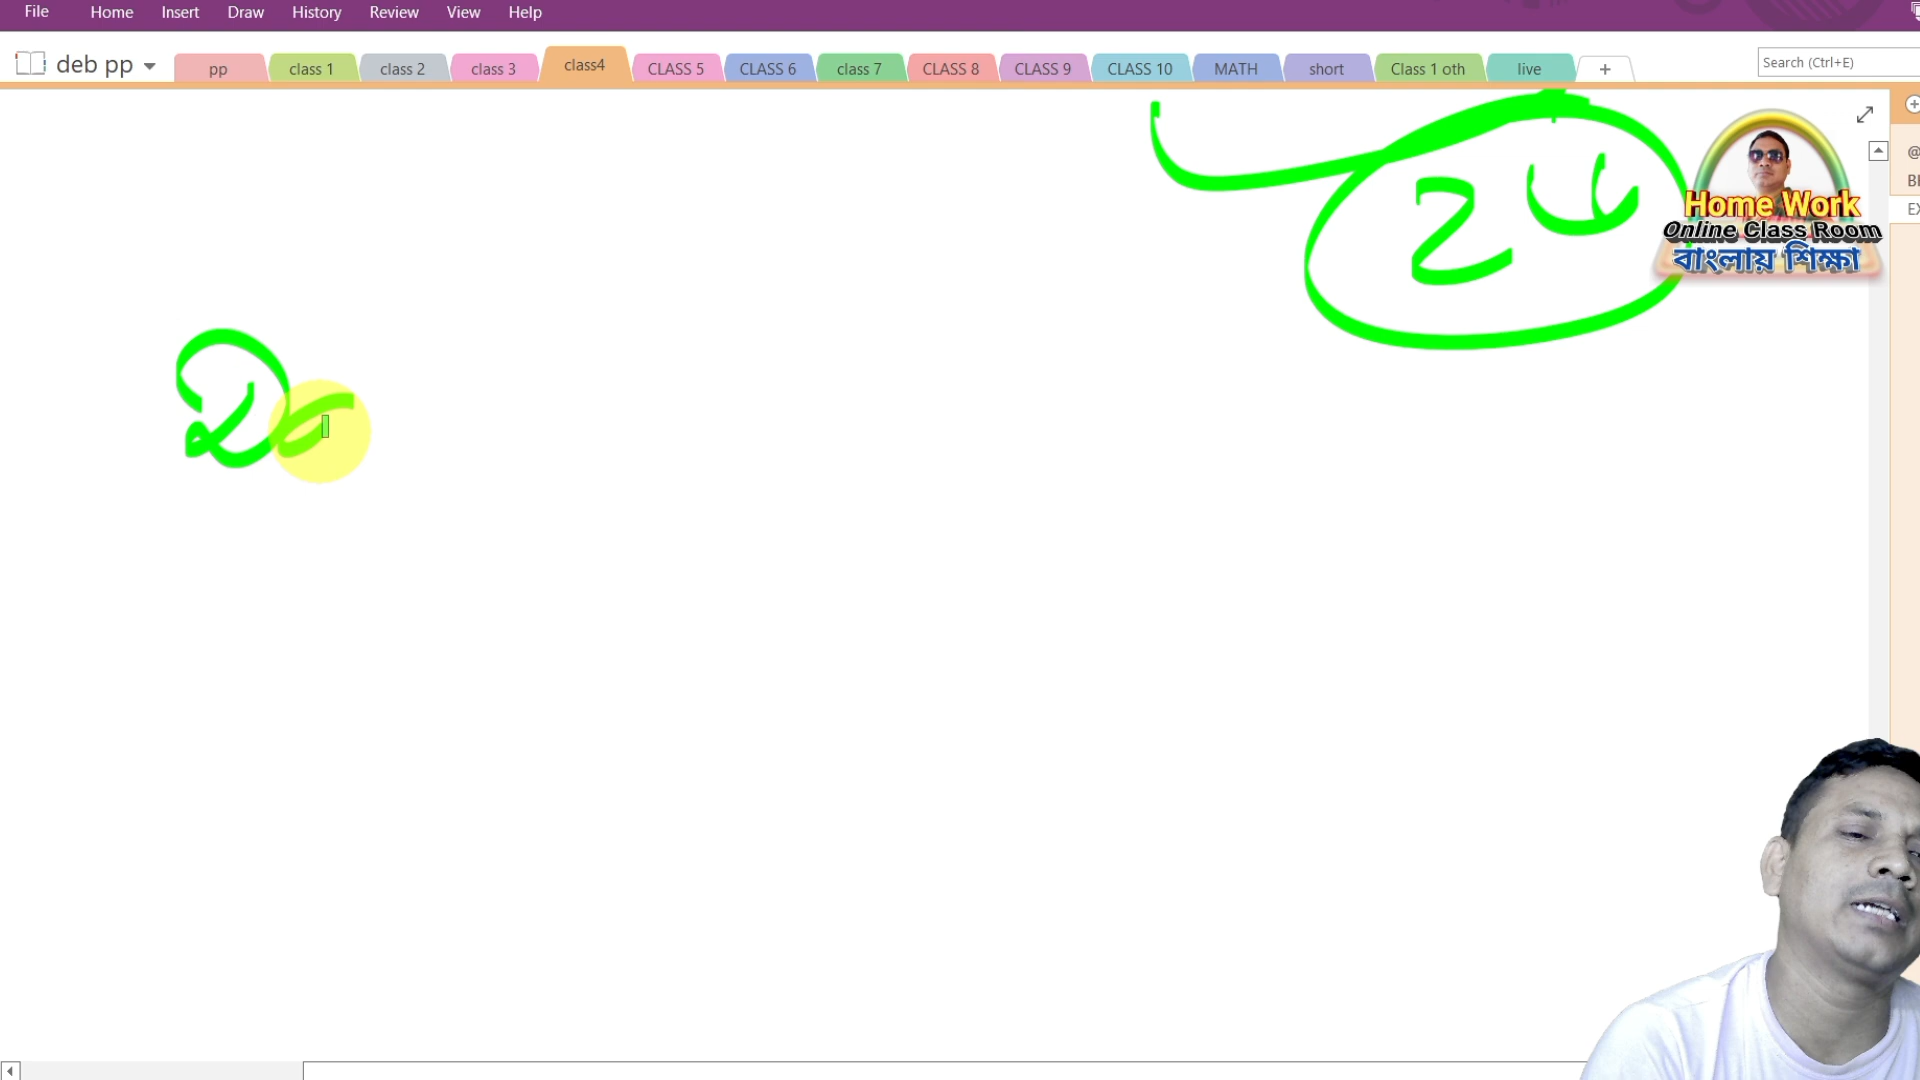 File Home Insert Draw History Review View Help
deb pp pp class 1 class 2 class 3 class4 CLASS 5 CLASS 6 class 7 CLASS 8 CLASS 9 CLASS 10 MATH short Class 1 oth live + Search (Ctrl+E)
Home Work
Online Class Room
বাংলায় শিক্ষা
@
BE
EX